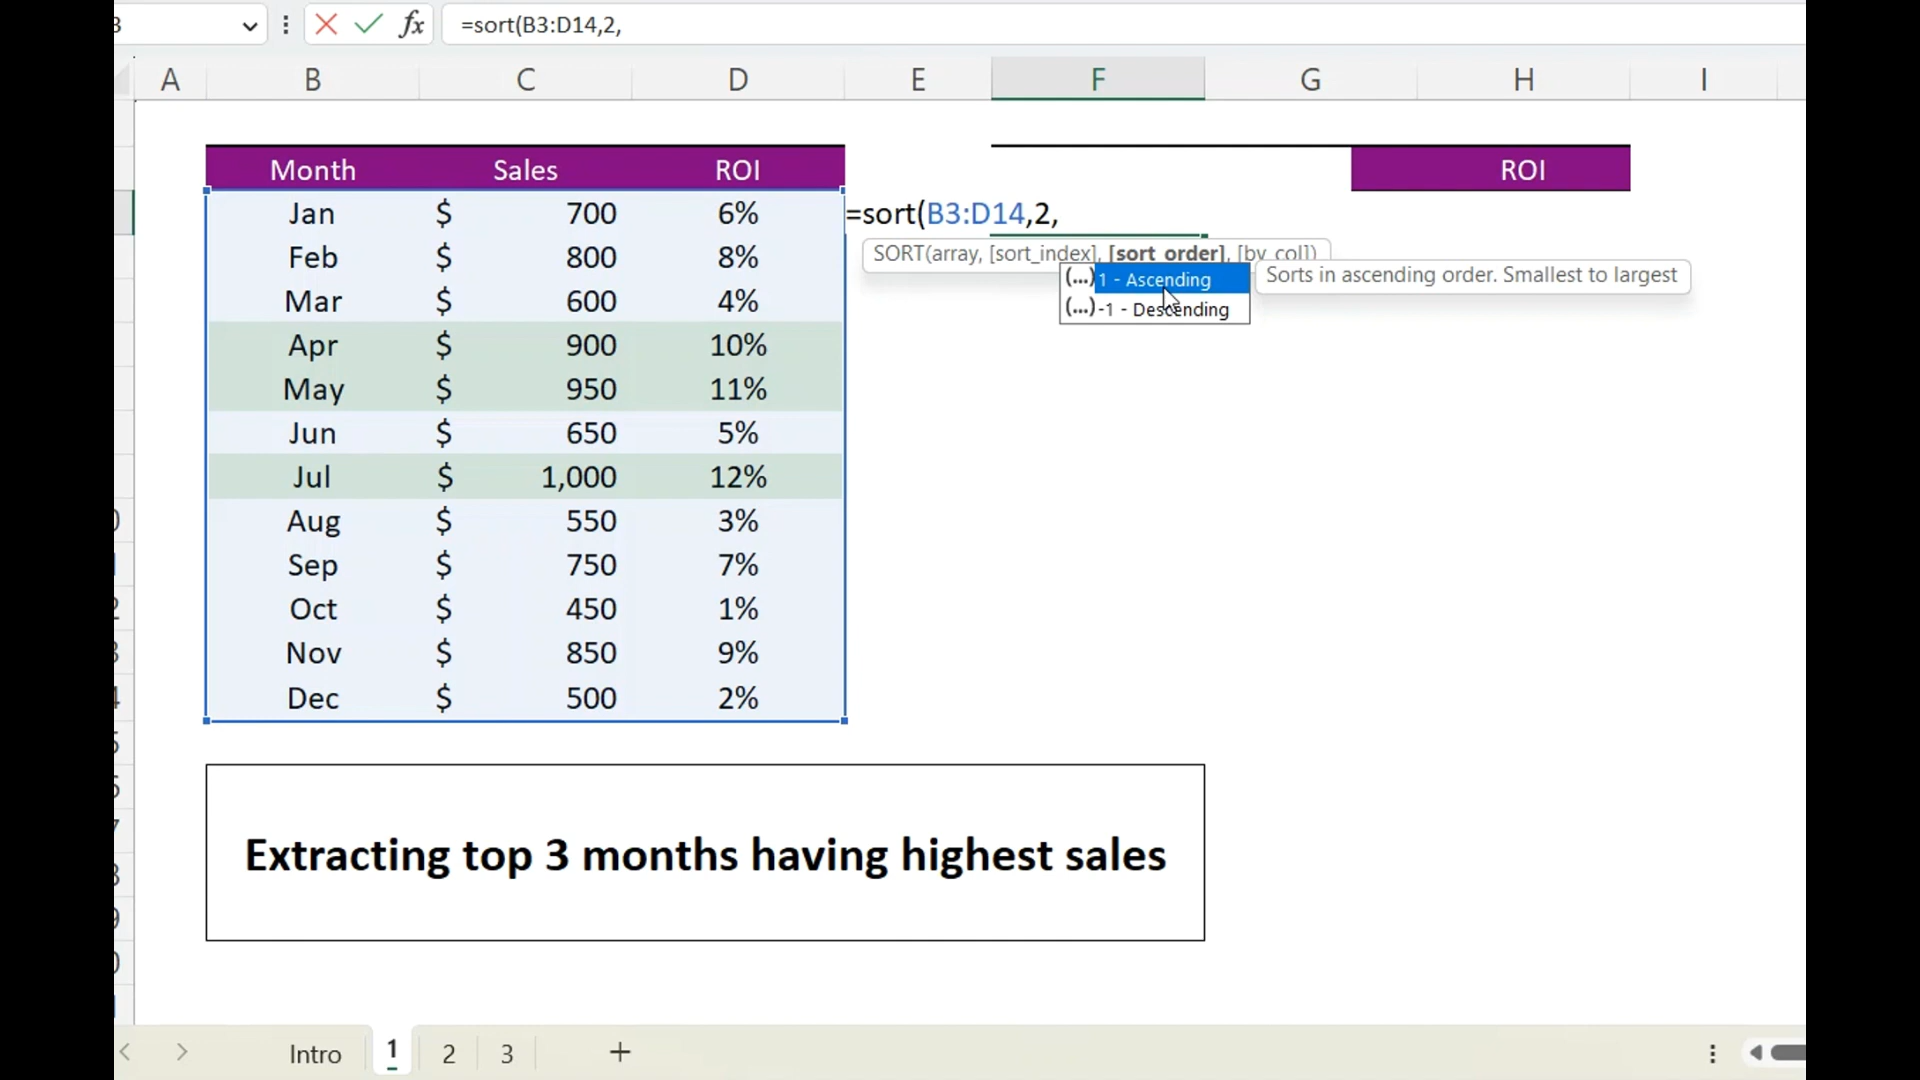 3 fx =sort(B3:D14,2,
A B C D E F G H I
Month Sales ROI ROI
Jan $ 700 6% =sort(B3:D14,2,
SORT(array, [sort_index], [sort_order], [by_col])
Feb $ 800 8%
(...) 1 - Ascending Sorts in ascending order. Smallest to largest
(...) -1 - Descending
Mar $ 600 4%
Apr $ 900 10%
May $ 950 11%
Jun $ 650 5%
Jul $ 1,000 12%
Aug $ 550 3%
Sep $ 750 7%
Oct $ 450 1%
Nov $ 850 9%
Dec $ 500 2%
Extracting top 3 months having highest sales
Intro 1 2 3 +